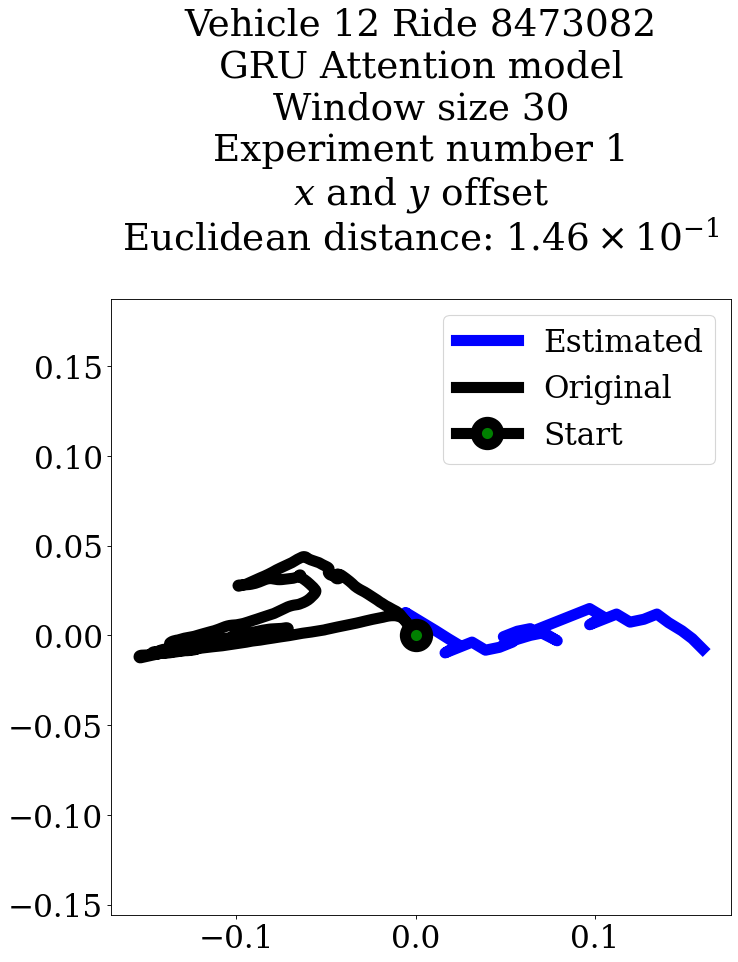 Vehicle 12 Ride 8473082
GRU Attention model
Window size 30
Experiment number 1
x and y offset
Euclidean distance: 1.46 × 10⁻¹
Estimated
Original
Start
0.15
0.10
0.05
0.00
−0.05
−0.10
−0.15
−0.1
0.0
0.1